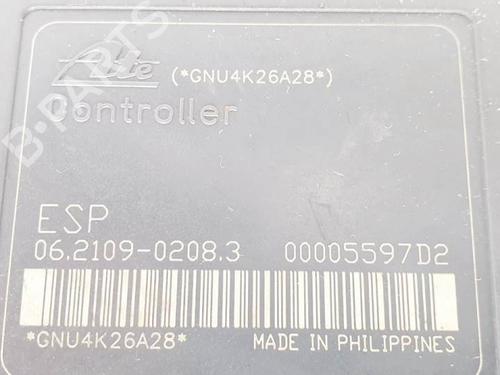 Ate (*GNU4K26A28*)
Controller
ESP
06.2109-0208.3 00005597D2
*GNU4K26A28* MADE IN PHILIPPINES
B-PARTS